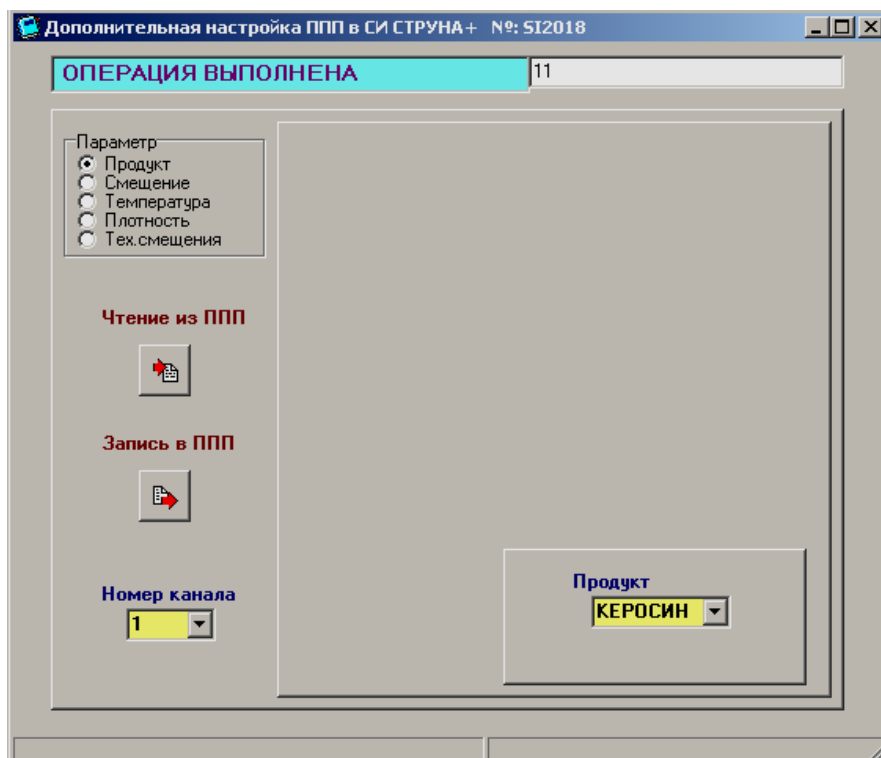 Дополнительная настройка ППП в СИ СТРУНА+ №: SI2018
ОПЕРАЦИЯ ВЫПОЛНЕНА
11
Параметр
Продукт
Смещение
Температура
Плотность
Тех.смещения
Чтение из ППП
Запись в ППП
Номер канала
1
Продукт
КЕРОСИН